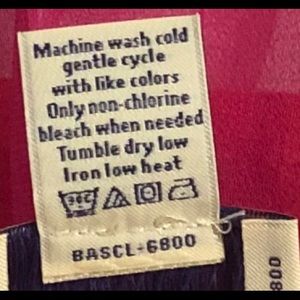 Machine wash cold
gentle cycle
with like colors
Only non-chlorine
bleach when needed
Tumble dry low
Iron low heat
BASCL-6800
800